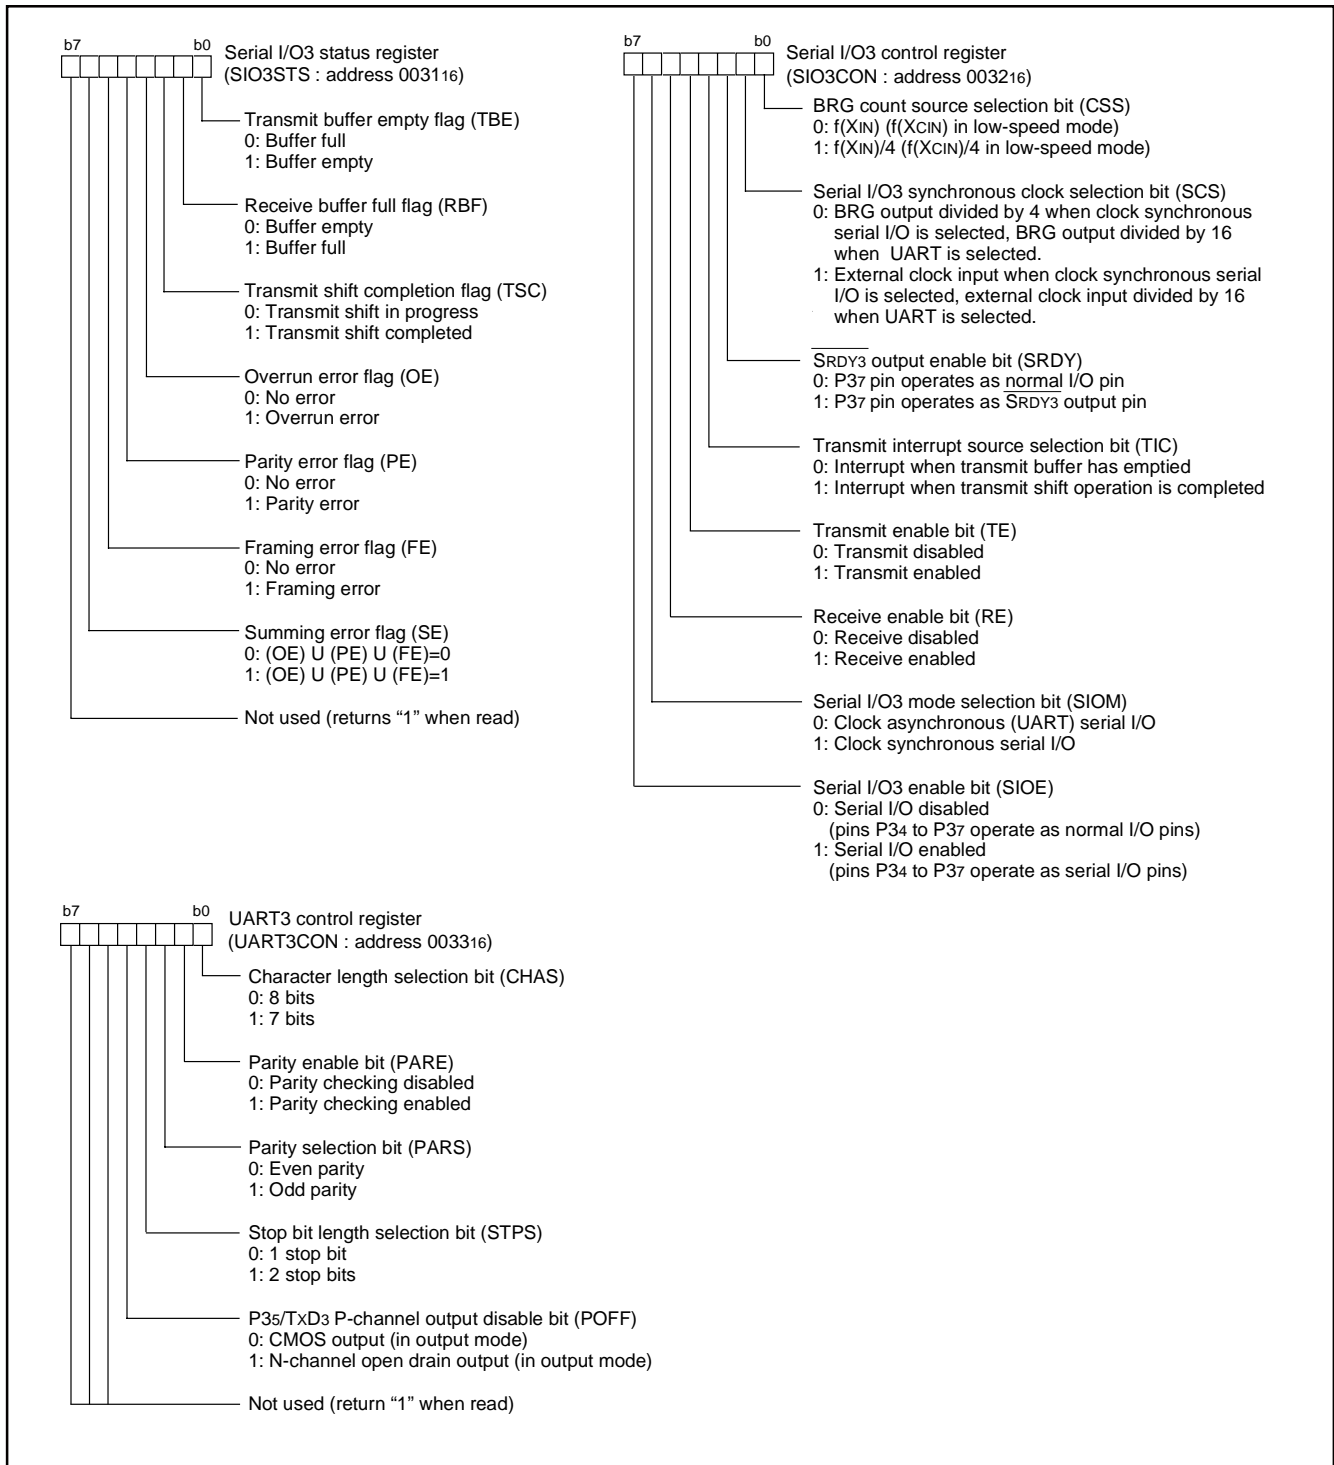 b7 b0 Serial I/O3 status register
(SIO3STS : address 003116)
Transmit buffer empty flag (TBE)
0: Buffer full
1: Buffer empty
Receive buffer full flag (RBF)
0: Buffer empty
1: Buffer full
Transmit shift completion flag (TSC)
0: Transmit shift in progress
1: Transmit shift completed
Overrun error flag (OE)
0: No error
1: Overrun error
Parity error flag (PE)
0: No error
1: Parity error
Framing error flag (FE)
0: No error
1: Framing error
Summing error flag (SE)
0: (OE) U (PE) U (FE)=0
1: (OE) U (PE) U (FE)=1
Not used (returns “1” when read)
b7 b0 Serial I/O3 control register
(SIO3CON : address 003216)
BRG count source selection bit (CSS)
0: f(XIN) (f(XCIN) in low-speed mode)
1: f(XIN)/4 (f(XCIN)/4 in low-speed mode)
Serial I/O3 synchronous clock selection bit (SCS)
0: BRG output divided by 4 when clock synchronous
serial I/O is selected, BRG output divided by 16
when UART is selected.
1: External clock input when clock synchronous serial
I/O is selected, external clock input divided by 16
when UART is selected.
SRDY3 output enable bit (SRDY)
0: P37 pin operates as normal I/O pin
1: P37 pin operates as SRDY3 output pin
Transmit interrupt source selection bit (TIC)
0: Interrupt when transmit buffer has emptied
1: Interrupt when transmit shift operation is completed
Transmit enable bit (TE)
0: Transmit disabled
1: Transmit enabled
Receive enable bit (RE)
0: Receive disabled
1: Receive enabled
Serial I/O3 mode selection bit (SIOM)
0: Clock asynchronous (UART) serial I/O
1: Clock synchronous serial I/O
Serial I/O3 enable bit (SIOE)
0: Serial I/O disabled
(pins P34 to P37 operate as normal I/O pins)
1: Serial I/O enabled
(pins P34 to P37 operate as serial I/O pins)
b7 b0 UART3 control register
(UART3CON : address 003316)
Character length selection bit (CHAS)
0: 8 bits
1: 7 bits
Parity enable bit (PARE)
0: Parity checking disabled
1: Parity checking enabled
Parity selection bit (PARS)
0: Even parity
1: Odd parity
Stop bit length selection bit (STPS)
0: 1 stop bit
1: 2 stop bits
P35/TXD3 P-channel output disable bit (POFF)
0: CMOS output (in output mode)
1: N-channel open drain output (in output mode)
Not used (return “1” when read)